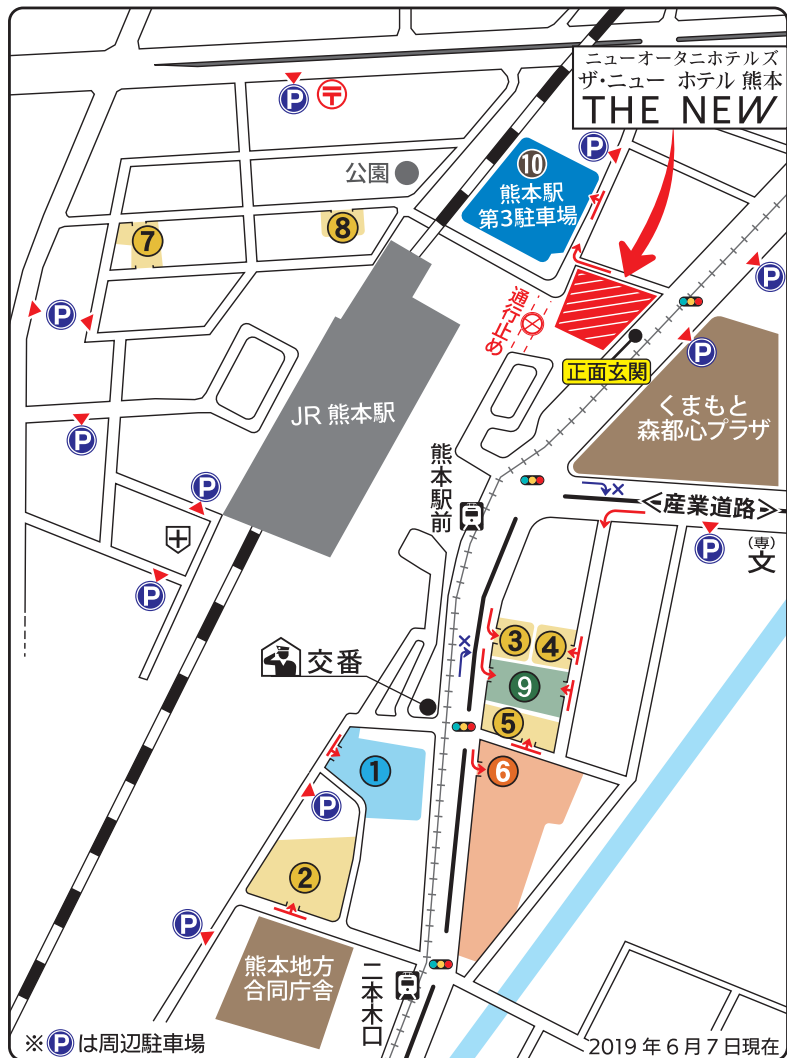 ニューオータニホテルズ
ザ・ニュー ホテル 熊本
THE NEW
P 〒
P
公園
10
熊本駅
第3駐車場
7
8
P
P
通行止め
P
正面玄関
くまもと
森都心プラザ
JR 熊本駅
P
熊本駅前
P
<産業道路>
P
(専)
文
P
交番
3
4
9
5
1
6
P
2
P
熊本地方
合同庁舎
二本木口
※Pは周辺駐車場
2019年6月7日現在